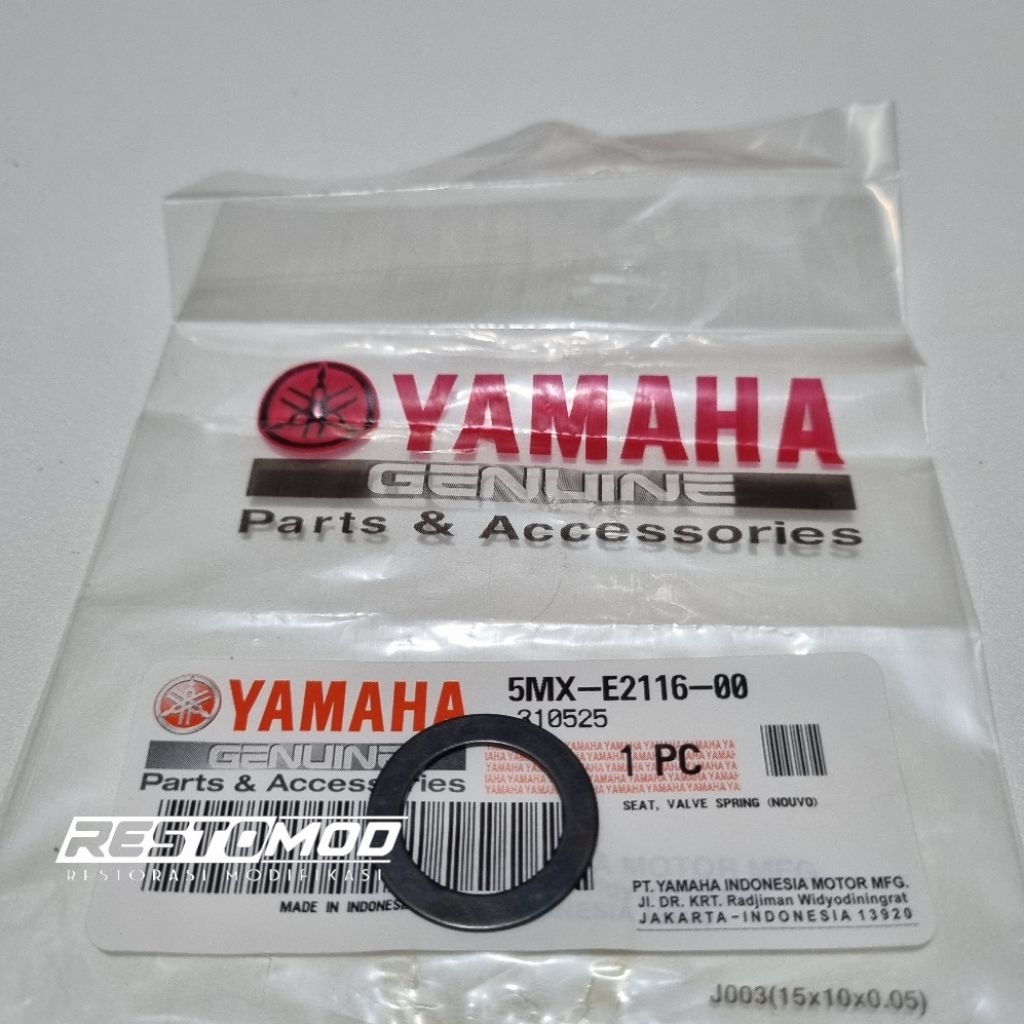 YAMAHA
GENUINE
Parts & Accessories
YAMAHA
GENUINE
Parts & Accessories
5MX-E2116-00
310525
1 PC
SEAT, VALVE SPRING (NOUVO)
RESTOMOD
RESTORASI MODIFIKASI
MADE IN INDONESIA
PT. YAMAHA INDONESIA MOTOR MFG.
Jl. DR. KRT. Radjiman Widyodiningrat
JAKARTA-INDONESIA 13920
J003(15x10x0.05)